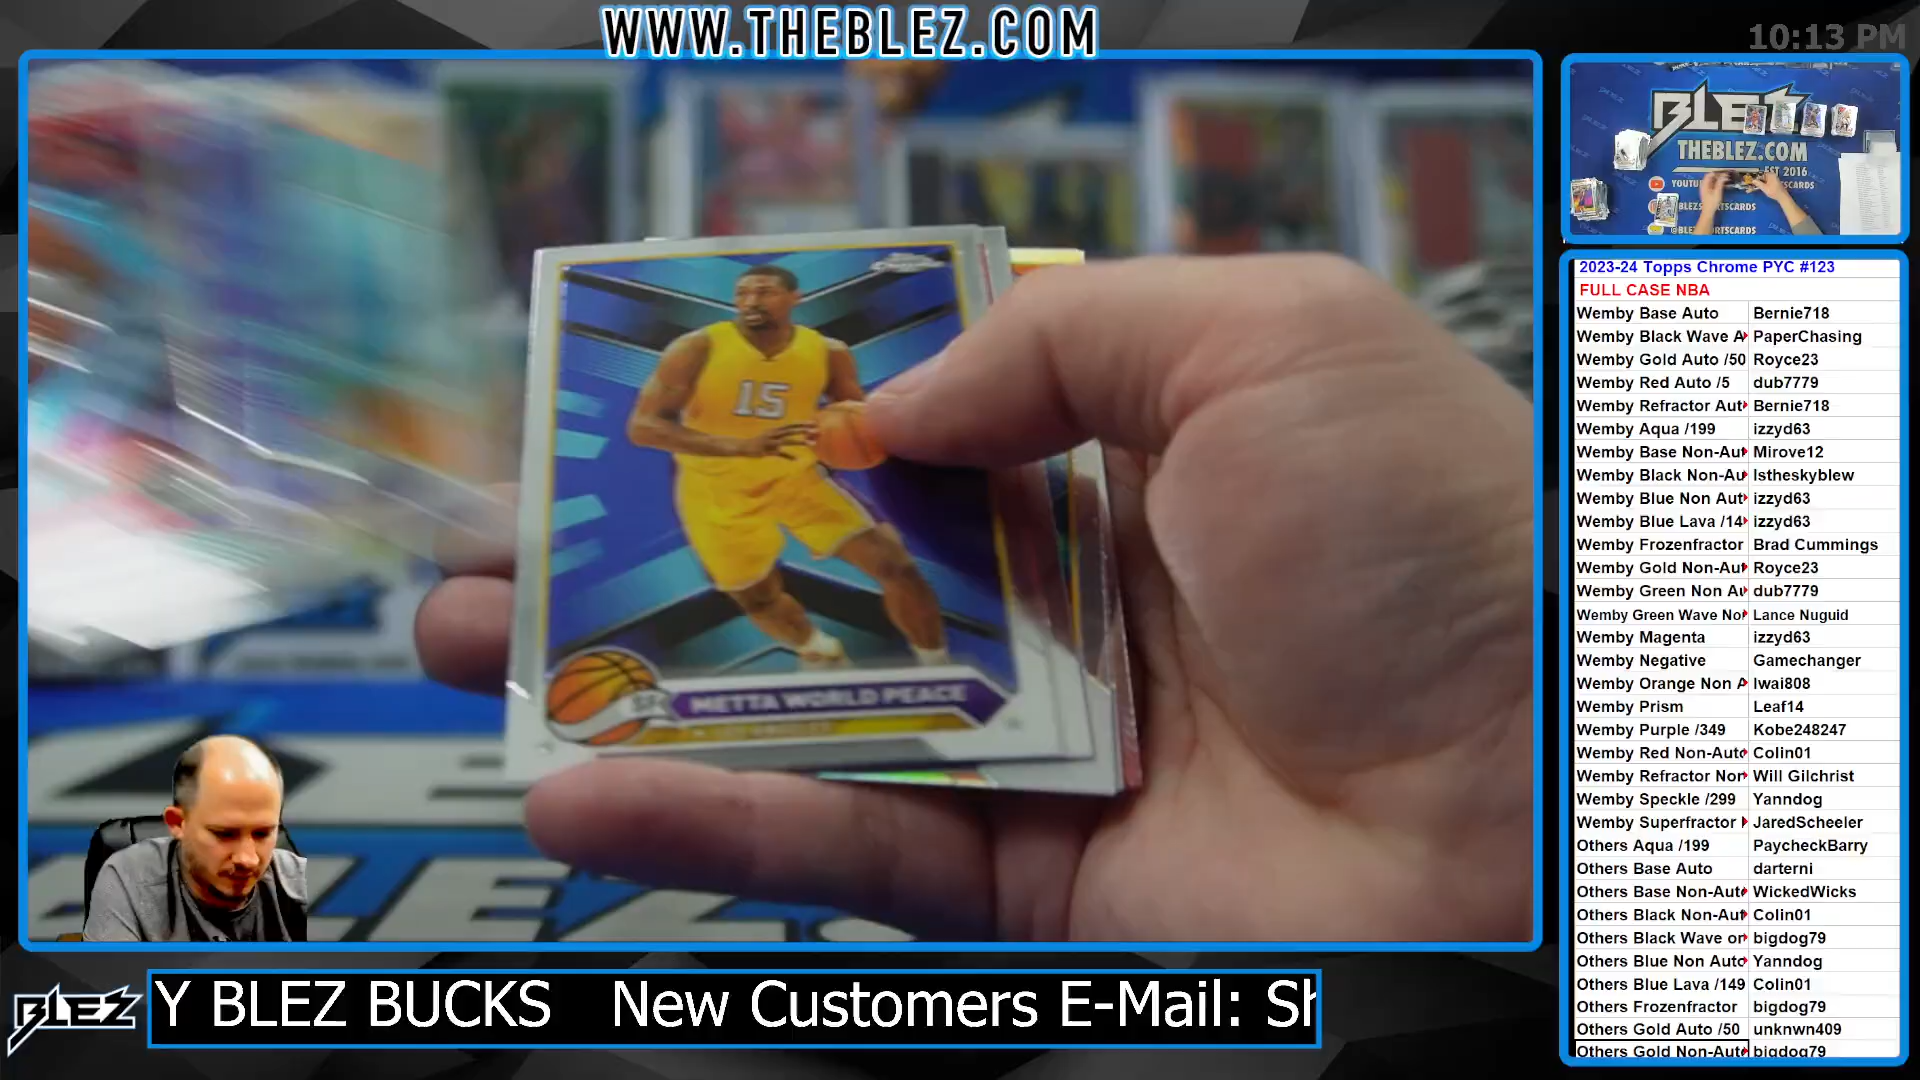 WWW.THEBLEZ.COM
10:13 PM
BLEZ
THEBLEZ.COM
EST 2016
15
METTA WORLD PEACE
2023-24 Topps Chrome PYC #123
FULL CASE NBA
Wemby Base Auto Bernie718
Wemby Black Wave A PaperChasing
Wemby Gold Auto /50 Royce23
Wemby Red Auto /5 dub7779
Wemby Refractor Aut Bernie718
Wemby Aqua /199 izzyd63
Wemby Base Non-Aut Mirove12
Wemby Black Non-Au Istheskyblew
Wemby Blue Non Aut izzyd63
Wemby Blue Lava /14 izzyd63
Wemby Frozenfractor Brad Cummings
Wemby Gold Non-Aut Royce23
Wemby Green Non Au dub7779
Wemby Green Wave No Lance Nuguid
Wemby Magenta izzyd63
Wemby Negative Gamechanger
Wemby Orange Non A Iwai808
Wemby Prism Leaf14
Wemby Purple /349 Kobe248247
Wemby Red Non-Auto Colin01
Wemby Refractor Non Will Gilchrist
Wemby Speckle /299 Yanndog
Wemby Superfractor JaredScheeler
Others Aqua /199 PaycheckBarry
Others Base Auto darterni
Others Base Non-Auto WickedWicks
Others Black Non-Aut Colin01
Others Black Wave or bigdog79
Others Blue Non Auto Yanndog
Others Blue Lava /149 Colin01
Others Frozenfractor bigdog79
Others Gold Auto /50 unknwn409
Others Gold Non-Auto bigdog79
BLEZ
Y BLEZ BUCKS New Customers E-Mail: Sh